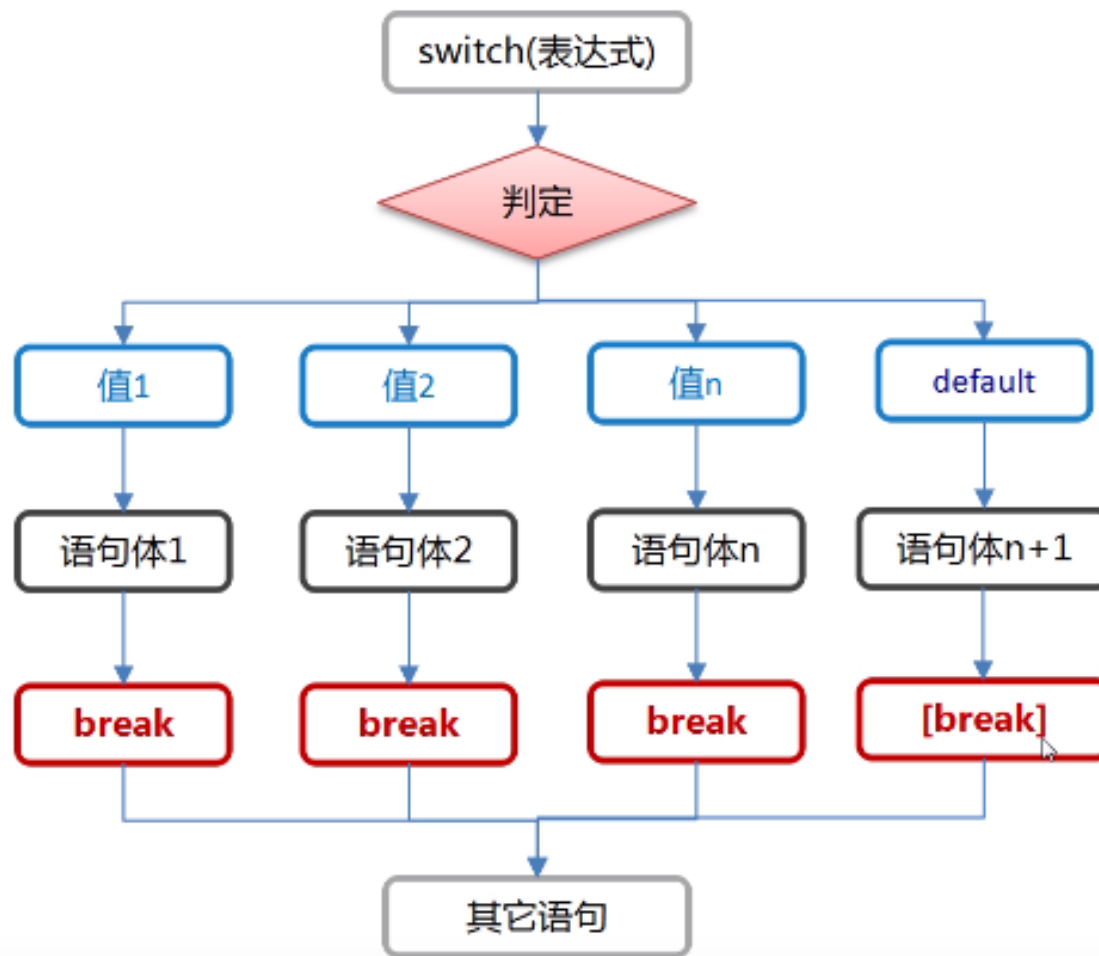 switch(表达式)
判定
值1
值2
值n
default
语句体1
语句体2
语句体n
语句体n+1
break
break
break
[break]
其它语句